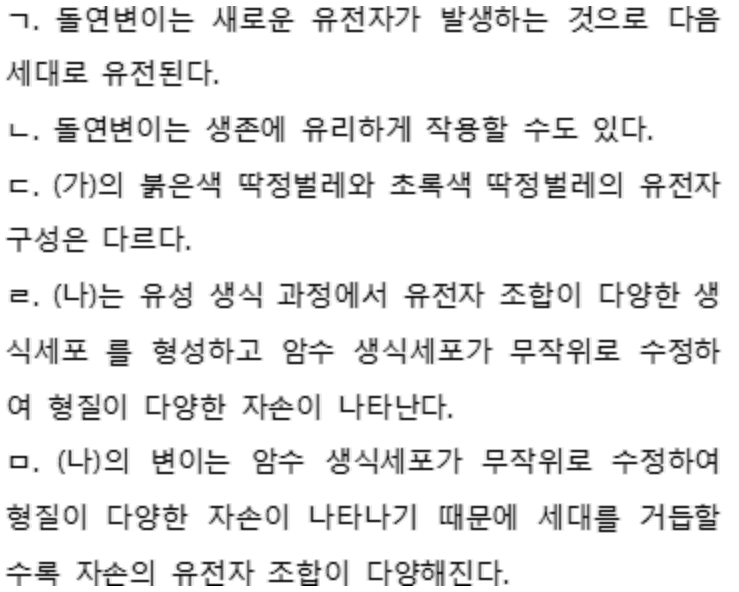 ㄱ. 돌연변이는 새로운 유전자가 발생하는 것으로 다음
세대로 유전된다.
ㄴ. 돌연변이는 생존에 유리하게 작용할 수도 있다.
ㄷ. (가)의 붉은색 딱정벌레와 초록색 딱정벌레의 유전자
구성은 다르다.
ㄹ. (나)는 유성 생식 과정에서 유전자 조합이 다양한 생
식세포 를 형성하고 암수 생식세포가 무작위로 수정하
여 형질이 다양한 자손이 나타난다.
ㅁ. (나)의 변이는 암수 생식세포가 무작위로 수정하여
형질이 다양한 자손이 나타나기 때문에 세대를 거듭할
수록 자손의 유전자 조합이 다양해진다.